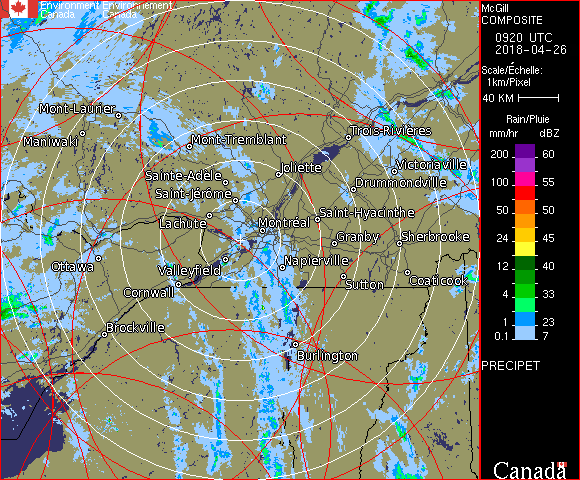 Environment Environnement
Canada Canada
McGill
COMPOSITE
0920 UTC
2018-04-26
Scale/Échelle:
1km/Pixel
40 KM
Rain/Pluie
mm/hr dBZ
200 60
100 55
50 50
24 45
12 40
4 33
1 23
0.1 7
PRECIPET
Canada
Mont-Laurier
Maniwaki
Mont-Tremblant
Trois-Rivières
Sainte-Adèle
Joliette
Victoriaville
Saint-Jérôme
Drummondville
Lachute
Montréal
Saint-Hyacinthe
Granby
Sherbrooke
Ottawa
Valleyfield
Napierville
Cornwall
Sutton
Coaticook
Brockville
Burlington